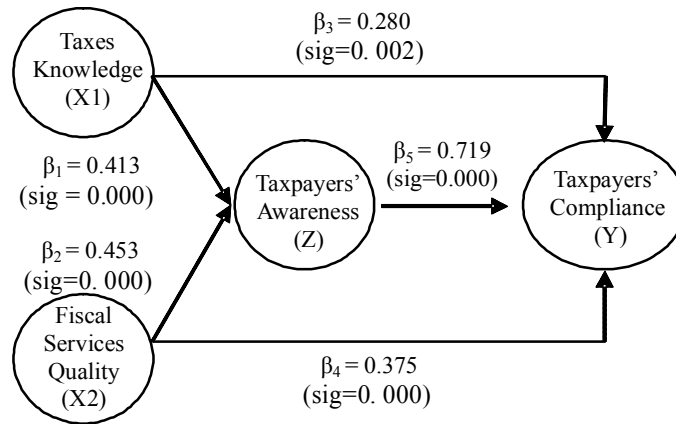 Taxes
Knowledge
(X1)
β3 = 0.280
(sig=0. 002)
β1 = 0.413
(sig = 0.000)
β5 = 0.719
(sig=0.000)
Taxpayers’
Awareness
(Z)
Taxpayers’
Compliance
(Y)
β2 = 0.453
(sig=0. 000)
Fiscal
Services
Quality
(X2)
β4 = 0.375
(sig=0. 000)